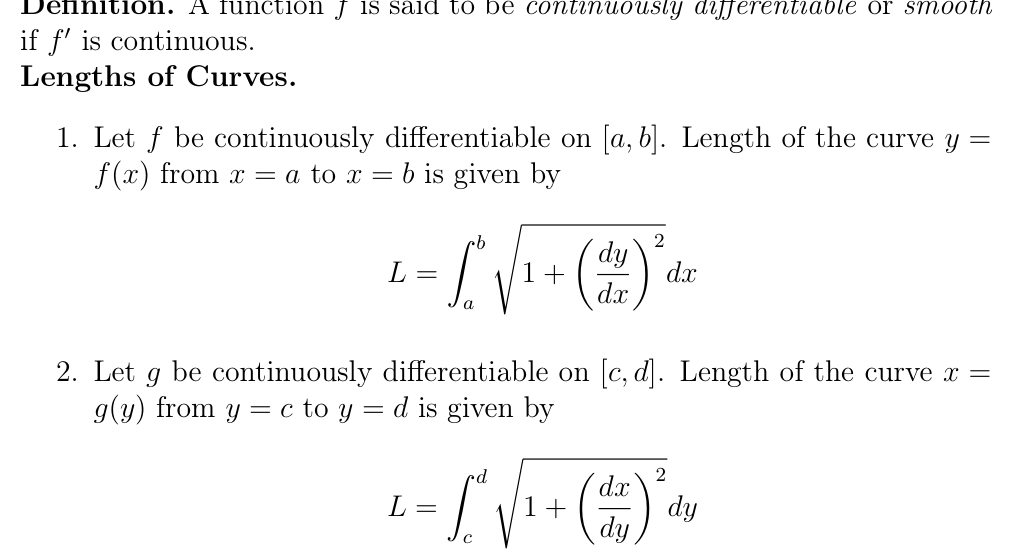 Definition. A function f is said to be continuously differentiable or smooth
if f′ is continuous.
Lengths of Curves.
1. Let f be continuously differentiable on [a, b]. Length of the curve y =
f(x) from x = a to x = b is given by
L = ∫_a^b √(1 + (dy/dx)^2) dx
2. Let g be continuously differentiable on [c, d]. Length of the curve x =
g(y) from y = c to y = d is given by
L = ∫_c^d √(1 + (dx/dy)^2) dy